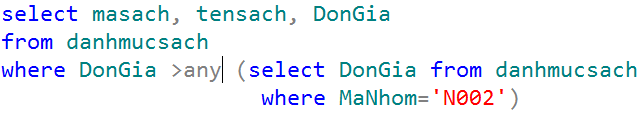 select masach, tensach, DonGia
from danhmucsach
where DonGia >any (select DonGia from danhmucsach
where MaNhom='N002')